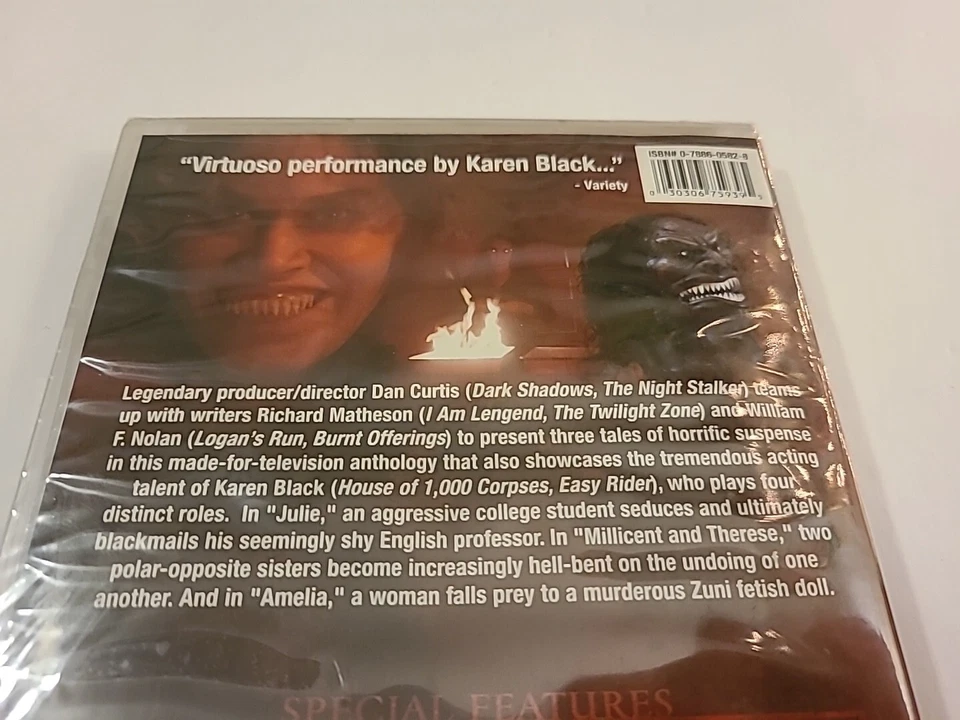 “Virtuoso performance by Karen Black...”
- Variety
ISBN# 0-7886-0582-8
0 30306 75939 5
Legendary producer/director Dan Curtis (Dark Shadows, The Night Stalker) teams
up with writers Richard Matheson (I Am Lengend, The Twilight Zone) and William
F. Nolan (Logan's Run, Burnt Offerings) to present three tales of horrific suspense
in this made-for-television anthology that also showcases the tremendous acting
talent of Karen Black (House of 1,000 Corpses, Easy Rider), who plays four
distinct roles. In "Julie," an aggressive college student seduces and ultimately
blackmails his seemingly shy English professor. In "Millicent and Therese," two
polar-opposite sisters become increasingly hell-bent on the undoing of one
another. And in "Amelia," a woman falls prey to a murderous Zuni fetish doll.
SPECIAL FEATURES